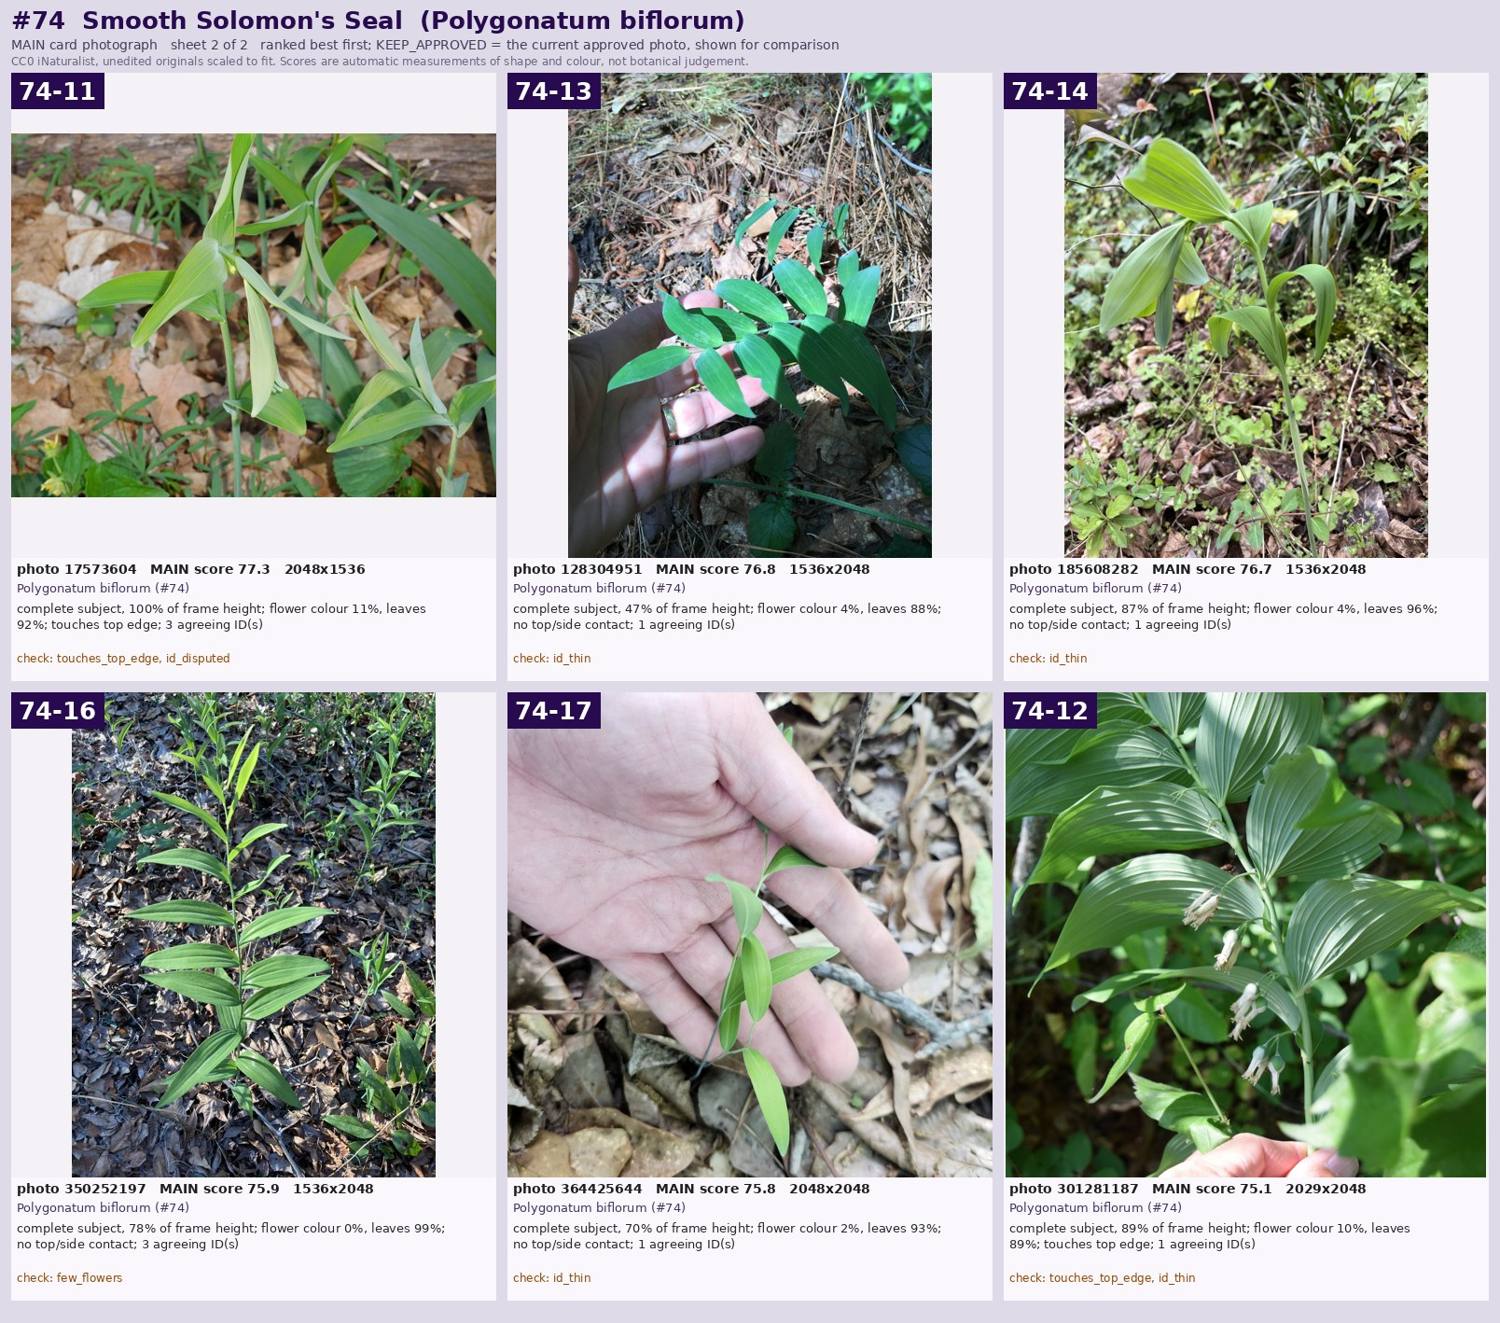 #74 Smooth Solomon's Seal (Polygonatum biflorum)
MAIN card photograph sheet 2 of 2 ranked best first; KEEP_APPROVED = the current approved photo, shown for comparison
CC0 iNaturalist, unedited originals scaled to fit. Scores are automatic measurements of shape and colour, not botanical judgement.
74-11
photo 17573604 MAIN score 77.3 2048x1536
Polygonatum biflorum (#74)
complete subject, 100% of frame height; flower colour 11%, leaves
92%; touches top edge; 3 agreeing ID(s)
check: touches_top_edge, id_disputed
74-13
photo 128304951 MAIN score 76.8 1536x2048
Polygonatum biflorum (#74)
complete subject, 47% of frame height; flower colour 4%, leaves 88%;
no top/side contact; 1 agreeing ID(s)
check: id_thin
74-14
photo 185608282 MAIN score 76.7 1536x2048
Polygonatum biflorum (#74)
complete subject, 87% of frame height; flower colour 4%, leaves 96%;
no top/side contact; 1 agreeing ID(s)
check: id_thin
74-16
photo 350252197 MAIN score 75.9 1536x2048
Polygonatum biflorum (#74)
complete subject, 78% of frame height; flower colour 0%, leaves 99%;
no top/side contact; 3 agreeing ID(s)
check: few_flowers
74-17
photo 364425644 MAIN score 75.8 2048x2048
Polygonatum biflorum (#74)
complete subject, 70% of frame height; flower colour 2%, leaves 93%;
no top/side contact; 1 agreeing ID(s)
check: id_thin
74-12
photo 301281187 MAIN score 75.1 2029x2048
Polygonatum biflorum (#74)
complete subject, 89% of frame height; flower colour 10%, leaves
89%; touches top edge; 1 agreeing ID(s)
check: touches_top_edge, id_thin